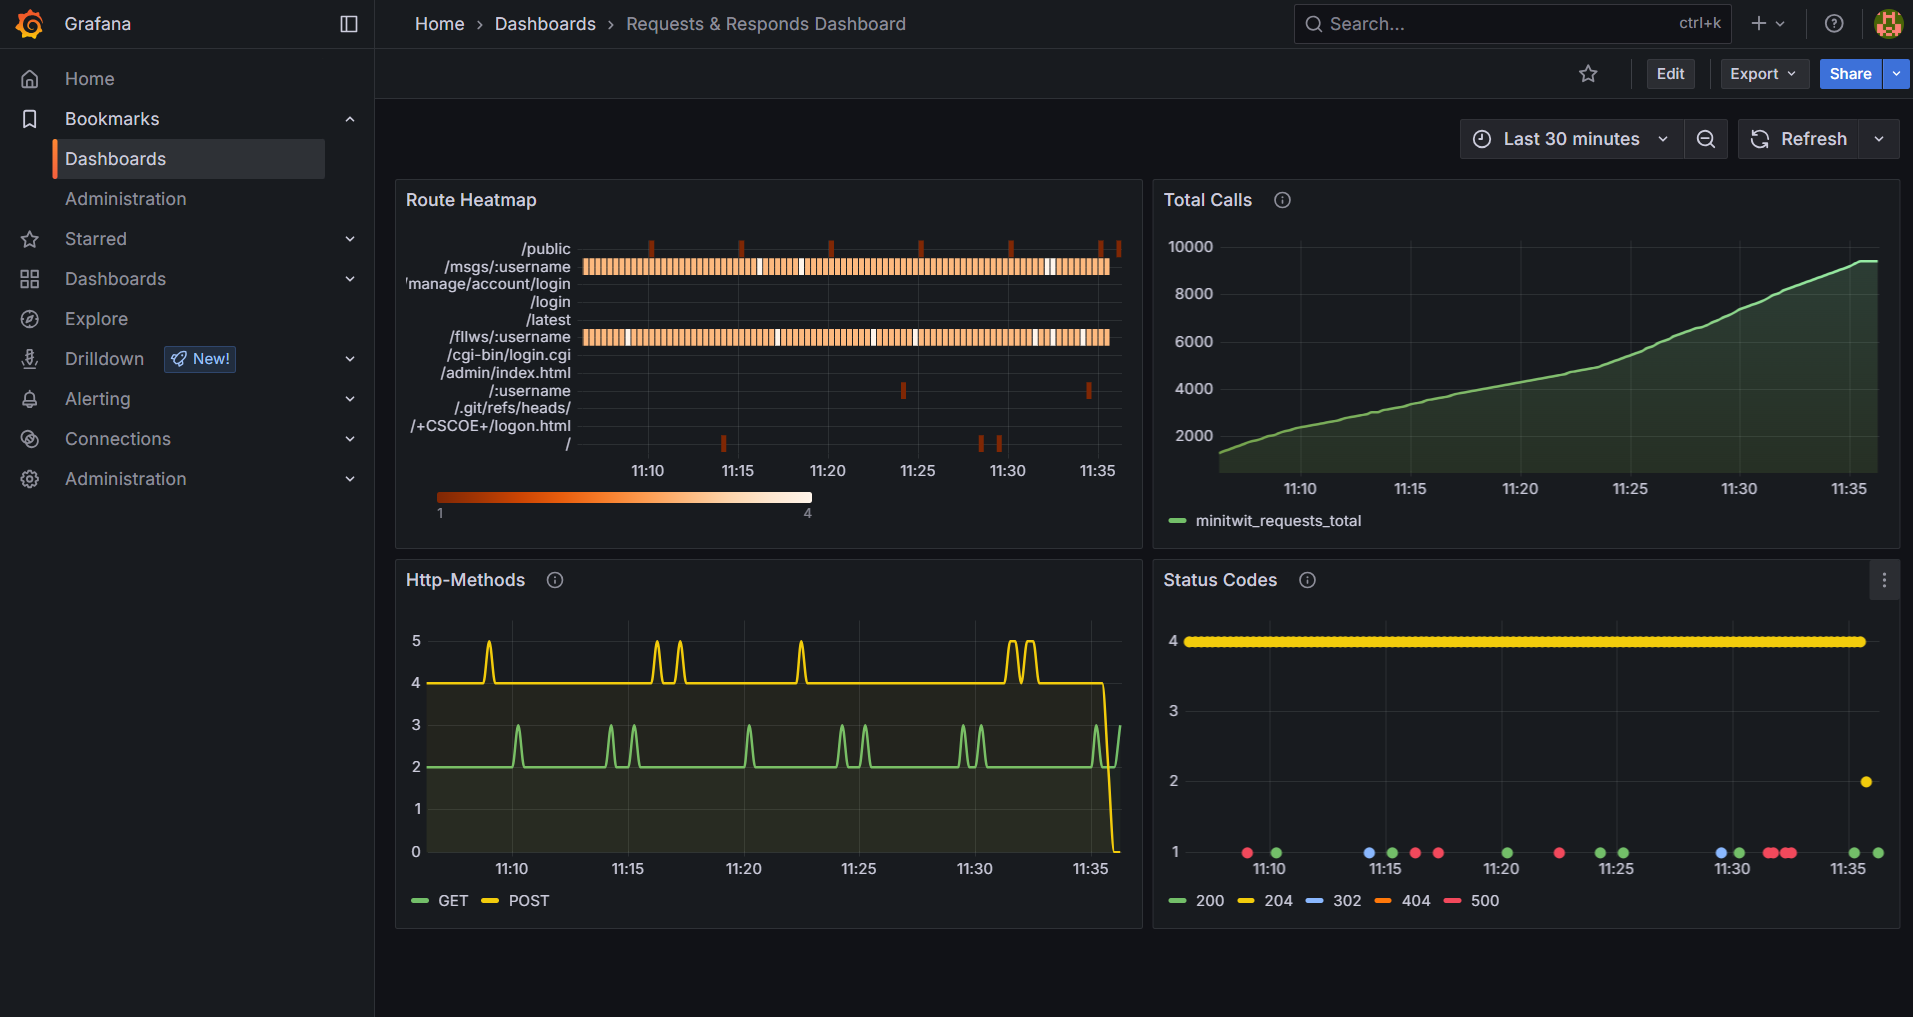 Grafana
Home › Dashboards › Requests & Responds Dashboard
Search...
ctrl+k
Home
Bookmarks
Dashboards
Administration
Starred
Dashboards
Explore
Drilldown
New!
Alerting
Connections
Administration
Edit
Export
Share
Last 30 minutes
Refresh
Route Heatmap
/public
/msgs/:username
/manage/account/login
/login
/latest
/fllws/:username
/cgi-bin/login.cgi
/admin/index.html
/:username
/.git/refs/heads/
/+CSCOE+/logon.html
/
11:10 11:15 11:20 11:25 11:30 11:35
1 4
Total Calls
10000
8000
6000
4000
2000
11:10 11:15 11:20 11:25 11:30 11:35
minitwit_requests_total
Http-Methods
5
4
3
2
1
0
11:10 11:15 11:20 11:25 11:30 11:35
GET POST
Status Codes
4
3
2
1
11:10 11:15 11:20 11:25 11:30 11:35
200 204 302 404 500